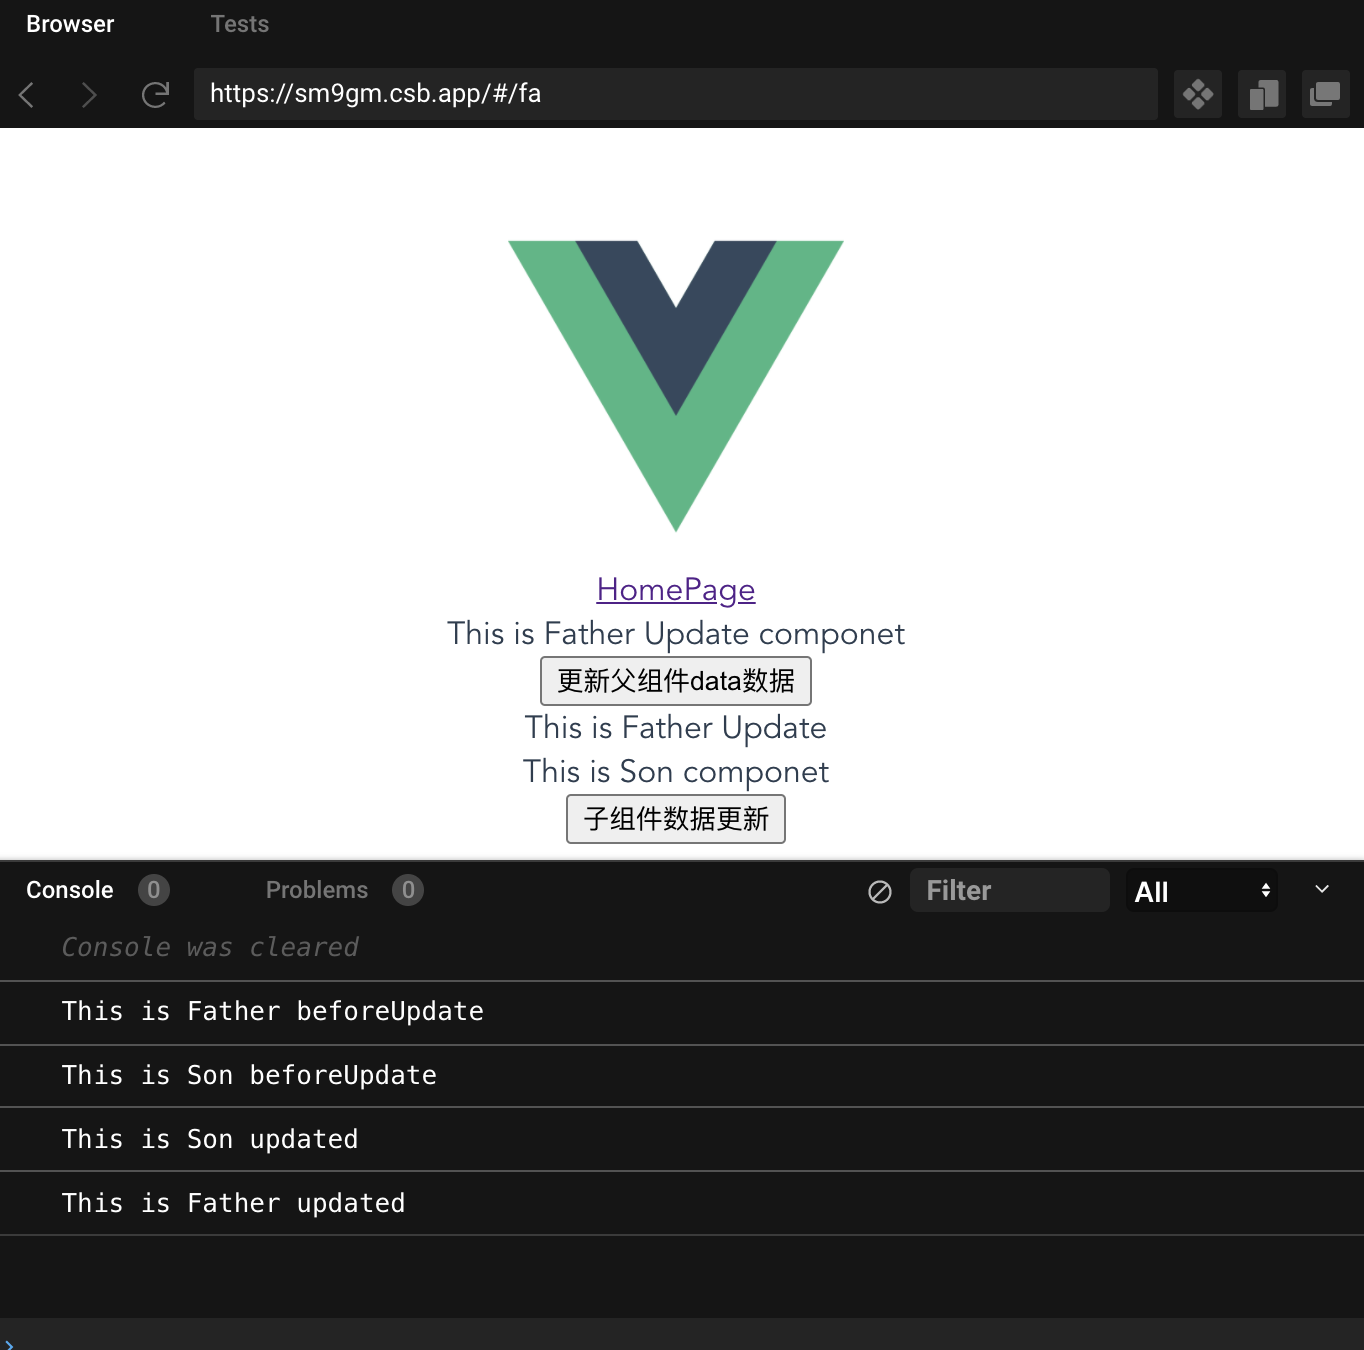 Browser Tests
https://sm9gm.csb.app/#/fa
HomePage
This is Father Update componet
更新父组件data数据
This is Father Update
This is Son componet
子组件数据更新
Console 0 Problems 0 Filter All
Console was cleared
This is Father beforeUpdate
This is Son beforeUpdate
This is Son updated
This is Father updated